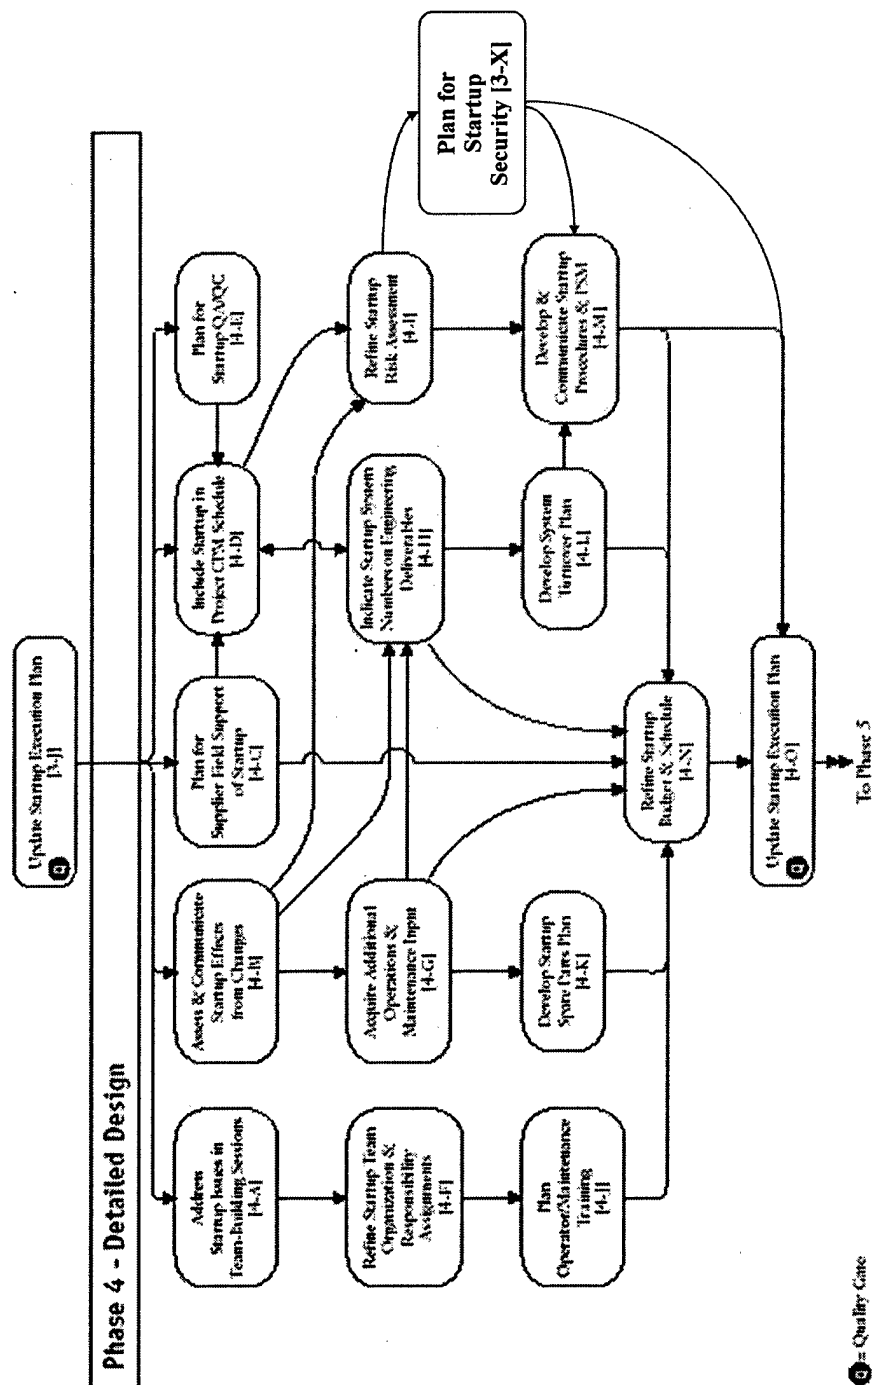 Update Startup Execution Plan
[3-J]
Q
Phase 4 - Detailed Design
Address
Startup Issues in
Team-Building Sessions
[4-A]
Assess & Communicate
Startup Effects
from Changes
[4-B]
Plan for
Supplier Field Support
of Startup
[4-C]
Include Startup in
Project CPM Schedule
[4-D]
Plan for
Startup QA/QC
[4-E]
Refine Startup Team
Organization &
Responsibility
Assignments
[4-F]
Acquire Additional
Operations &
Maintenance Input
[4-G]
Indicate Startup System
Numbers on Engineering
Deliverables
[4-H]
Refine Startup
Risk Assessment
[4-I]
Plan for
Startup
Security [3-X]
Plan
Operator/Maintenance
Training
[4-J]
Develop Startup
Spare Parts Plan
[4-K]
Develop System
Turnover Plan
[4-L]
Develop &
Communicate Startup
Procedures & PSM
[4-M]
Refine Startup
Budget & Schedule
[4-N]
Update Startup Execution Plan
[4-O]
Q
To Phase 5
Q = Quality Gate